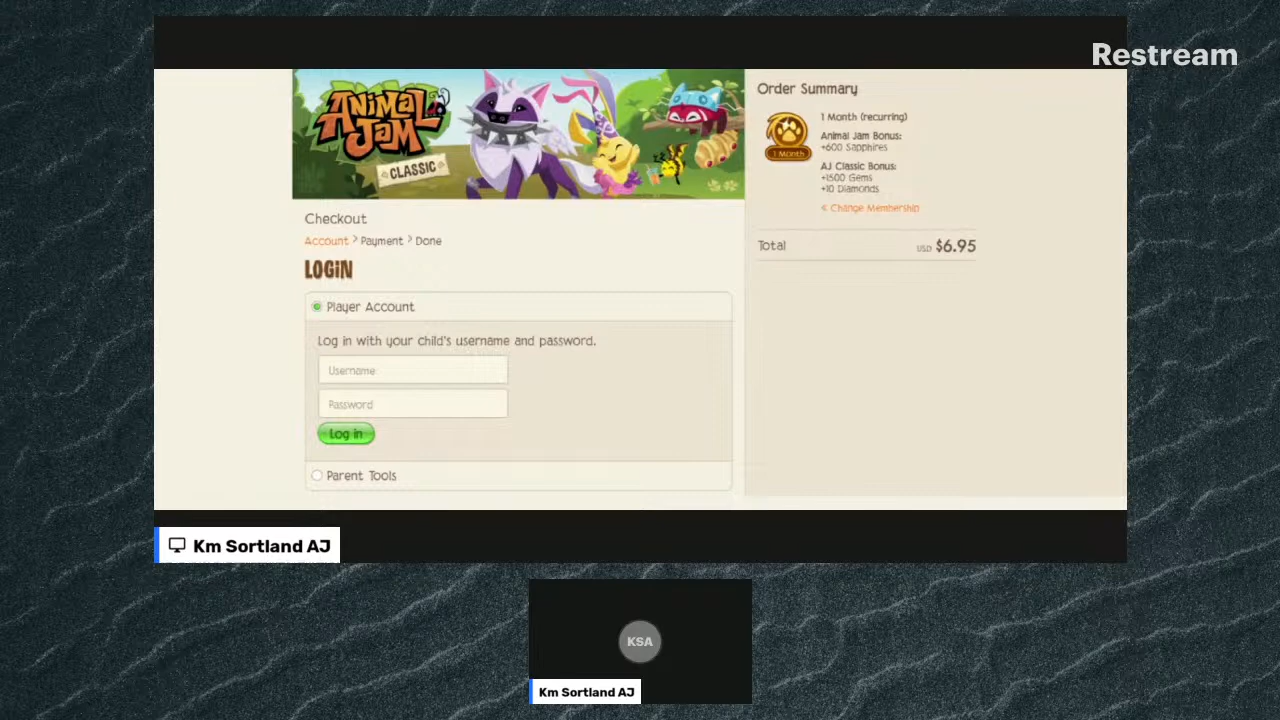 Restream
ANIMAL JAM
CLASSIC
Checkout
Account > Payment > Done
LOGIN
Player Account
Log in with your child's username and password.
Username
Password
Log in
Parent Tools
Order Summary
1 Month
1 Month (recurring)
Animal Jam Bonus:
+600 Sapphires
AJ Classic Bonus:
+1500 Gems
+10 Diamonds
< Change Membership
Total USD $6.95
Km Sortland AJ
KSA
Km Sortland AJ